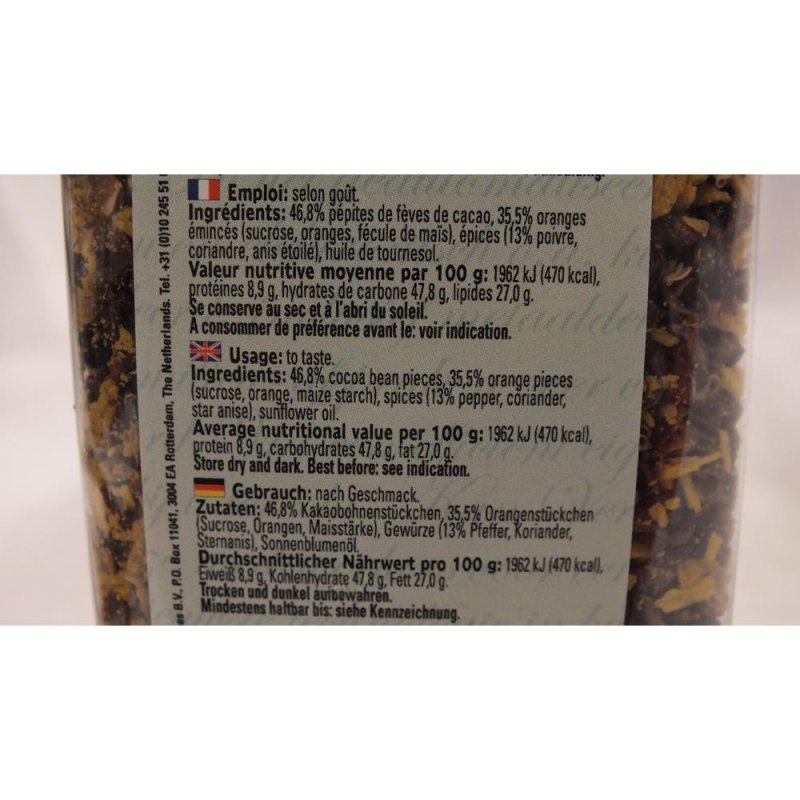 Emploi: selon goût.
Ingrédients: 46,8% pépites de fèves de cacao, 35,5% oranges
émincés (sucrose, oranges, fécule de maïs), épices (13% poivre,
coriandre, anis étoilé), huile de tournesol.
Valeur nutritive moyenne par 100 g: 1962 kJ (470 kcal),
protéines 8,9 g, hydrates de carbone 47,8 g, lipides 27,0 g.
Se conserve au sec et à l'abri du soleil.
A consommer de préférence avant le: voir indication.
Usage: to taste.
Ingredients: 46,8% cocoa bean pieces, 35,5% orange pieces
(sucrose, orange, maize starch), spices (13% pepper, coriander,
star anise), sunflower oil.
Average nutritional value per 100 g: 1962 kJ (470 kcal),
protein 8,9 g, carbohydrates 47,8 g, fat 27,0 g.
Store dry and dark. Best before: see indication.
Gebrauch: nach Geschmack.
Zutaten: 46,8% Kakaobohnenstückchen, 35,5% Orangenstückchen
(Sucrose, Orangen, Maisstärke), Gewürze (13% Pfeffer, Koriander,
Sternanis), Sonnenblumenöl.
Durchschnittlicher Nährwert pro 100 g: 1962 kJ (470 kcal),
Eiweiß 8,9 g, Kohlenhydrate 47,8 g, Fett 27,0 g.
Trocken und dunkel aufbewahren.
Mindestens haltbar bis: siehe Kennzeichnung.
B.V., P.O. Box 11041, 3004 EA Rotterdam, The Netherlands. Tel. +31 (0)10 245 51